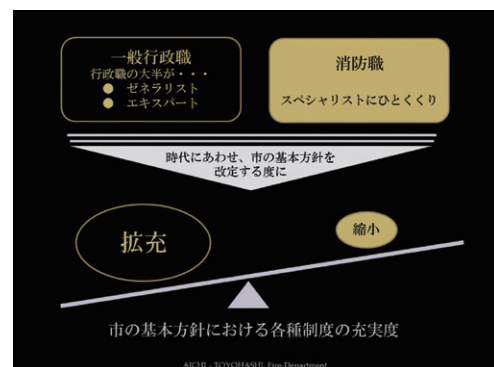 一般行政職
行政職の大半が・・・
● ゼネラリスト
● エキスパート
消防職
スペシャリストにひとくくり
時代にあわせ、市の基本方針を
改定する度に
拡充
縮小
市の基本方針における各種制度の充実度
AICHI - TOYOHASHI. Fire-Department